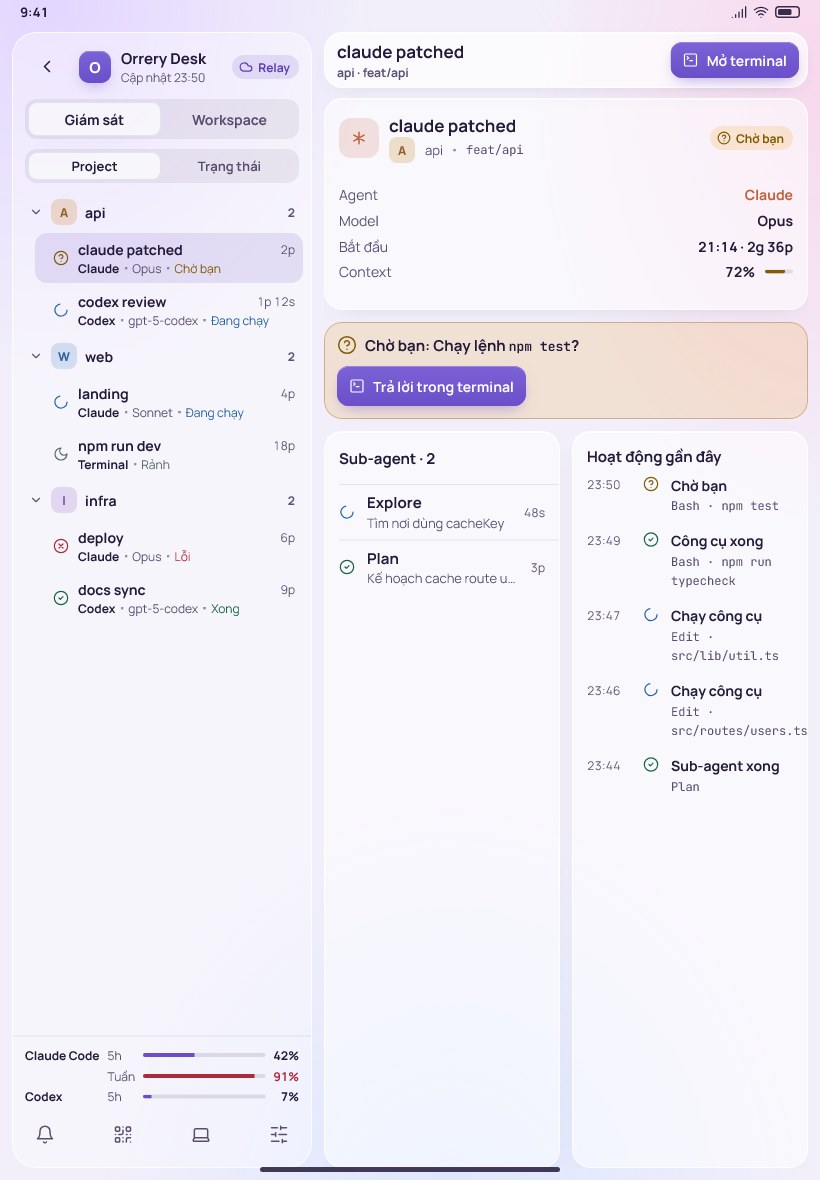 9:41
O
Orrery Desk
Cập nhật 23:50
Relay
Giám sát
Workspace
Project
Trạng thái
A api 2
claude patched 2p
Claude • Opus • Chờ bạn
codex review 1p 12s
Codex • gpt-5-codex • Đang chạy
W web 2
landing 4p
Claude • Sonnet • Đang chạy
npm run dev 18p
Terminal • Rảnh
I infra 2
deploy 6p
Claude • Opus • Lỗi
docs sync 9p
Codex • gpt-5-codex • Xong
Claude Code 5h 42%
Tuần 91%
Codex 5h 7%
claude patched
api · feat/api
Mở terminal
claude patched
A api • feat/api
Chờ bạn
Agent Claude
Model Opus
Bắt đầu 21:14 · 2g 36p
Context 72%
Chờ bạn: Chạy lệnh npm test?
Trả lời trong terminal
Sub-agent · 2
Explore 48s
Tìm nơi dùng cacheKey
Plan 3p
Kế hoạch cache route u…
Hoạt động gần đây
23:50 Chờ bạn
Bash · npm test
23:49 Công cụ xong
Bash · npm run
typecheck
23:47 Chạy công cụ
Edit ·
src/lib/util.ts
23:46 Chạy công cụ
Edit ·
src/routes/users.ts
23:44 Sub-agent xong
Plan